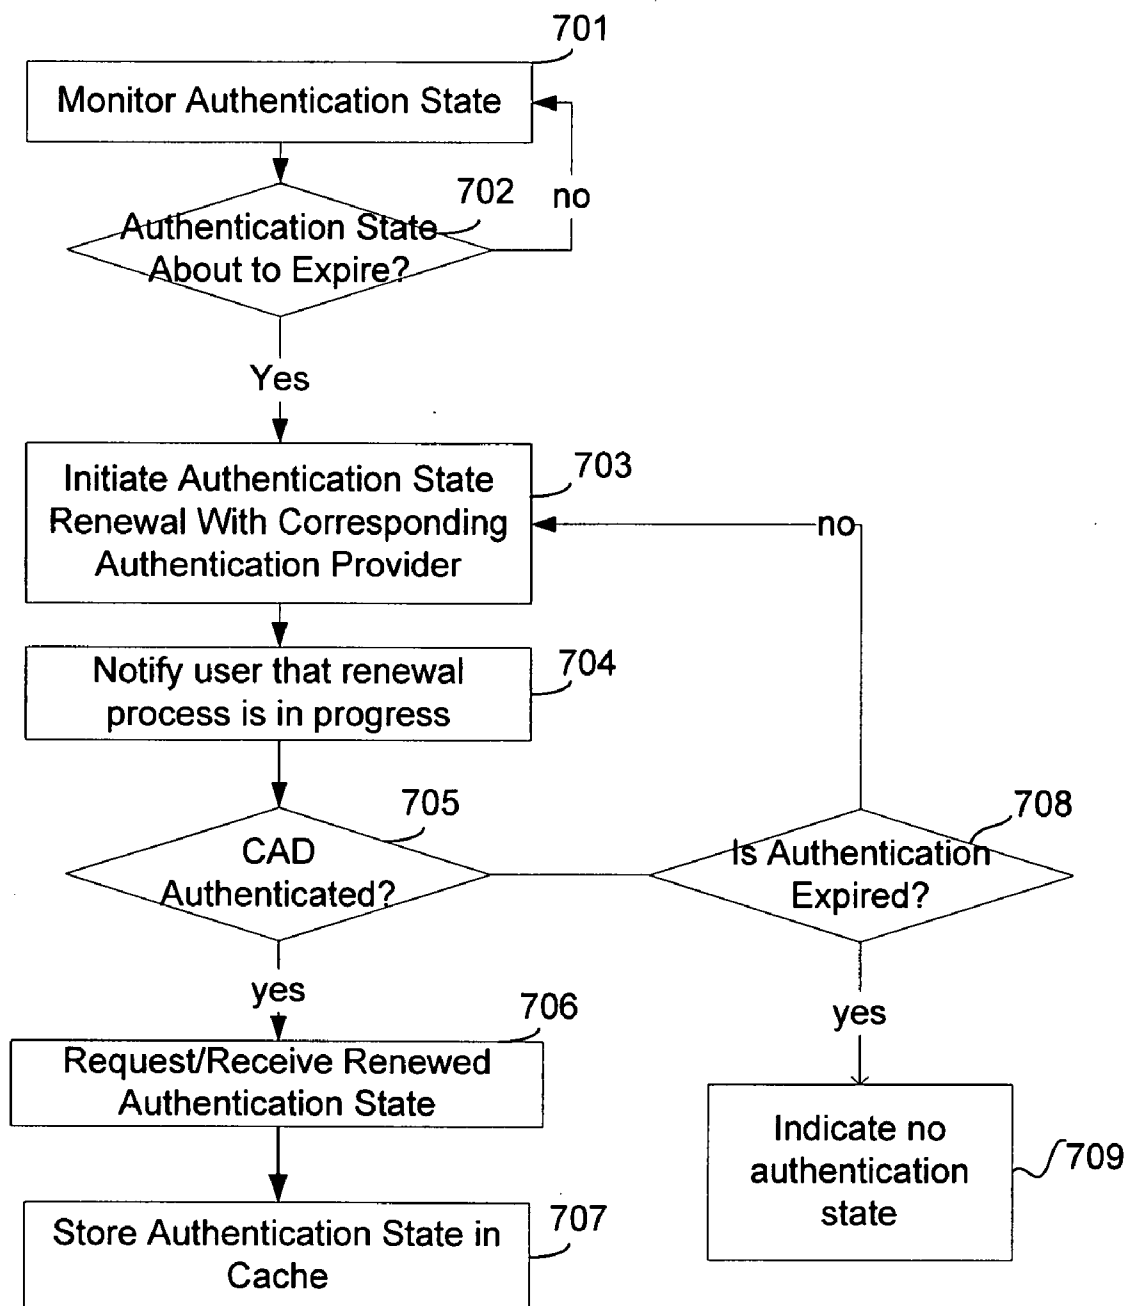 701
Monitor Authentication State
702
no
Authentication State
About to Expire?
Yes
703
Initiate Authentication State
Renewal With Corresponding
Authentication Provider
no
704
Notify user that renewal
process is in progress
705
CAD
Authenticated?
708
Is Authentication
Expired?
yes
yes
706
Request/Receive Renewed
Authentication State
Indicate no
authentication
state
709
707
Store Authentication State in
Cache